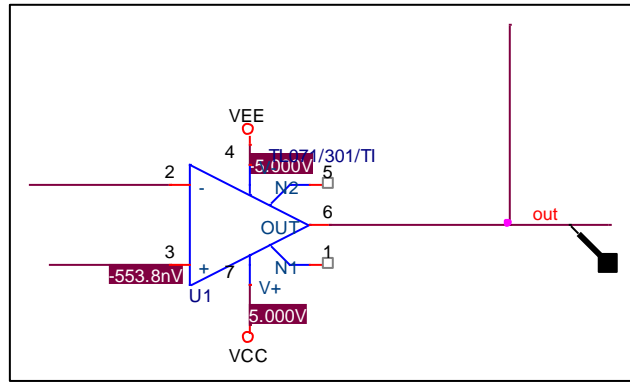 VEE
4
TL071/301/TI
-5.000V
5
2
-
N2
6
out
OUT
3
+
7
N1
1
-553.8nV
U1
V+
5.000V
VCC